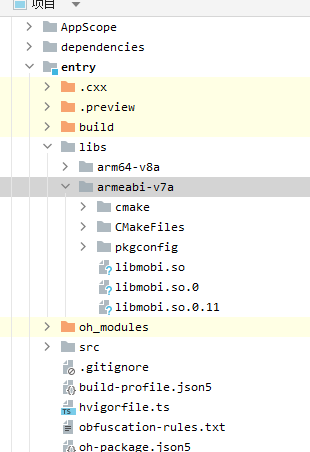 项目
AppScope
dependencies
entry
.cxx
.preview
build
libs
arm64-v8a
armeabi-v7a
cmake
CMakeFiles
pkgconfig
libmobi.so
libmobi.so.0
libmobi.so.0.11
oh_modules
src
.gitignore
build-profile.json5
hvigorfile.ts
obfuscation-rules.txt
oh-package.json5